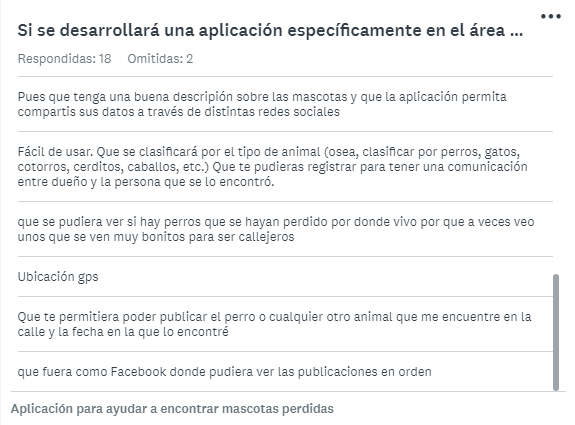 Si se desarrollará una aplicación específicamente en el área ...
Respondidas: 18 Omitidas: 2
Pues que tenga una buena descripión sobre las mascotas y que la aplicación permita
compartis sus datos a través de distintas redes sociales
Fácil de usar. Que se clasificará por el tipo de animal (osea, clasificar por perros, gatos,
cotorros, cerditos, caballos, etc.) Que te pudieras registrar para tener una comunicación
entre dueño y la persona que se lo encontró.
que se pudiera ver si hay perros que se hayan perdido por donde vivo por que a veces veo
unos que se ven muy bonitos para ser callejeros
Ubicación gps
Que te permitiera poder publicar el perro o cualquier otro animal que me encuentre en la
calle y la fecha en la que lo encontré
que fuera como Facebook donde pudiera ver las publicaciones en orden
Aplicación para ayudar a encontrar mascotas perdidas